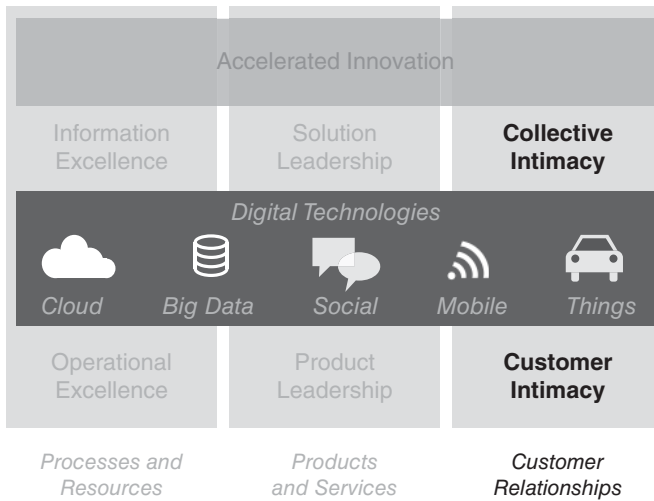 Accelerated Innovation
Information
Excellence
Solution
Leadership
Collective
Intimacy
Digital Technologies
Cloud
Big Data
Social
Mobile
Things
Operational
Excellence
Product
Leadership
Customer
Intimacy
Processes and
Resources
Products
and Services
Customer
Relationships